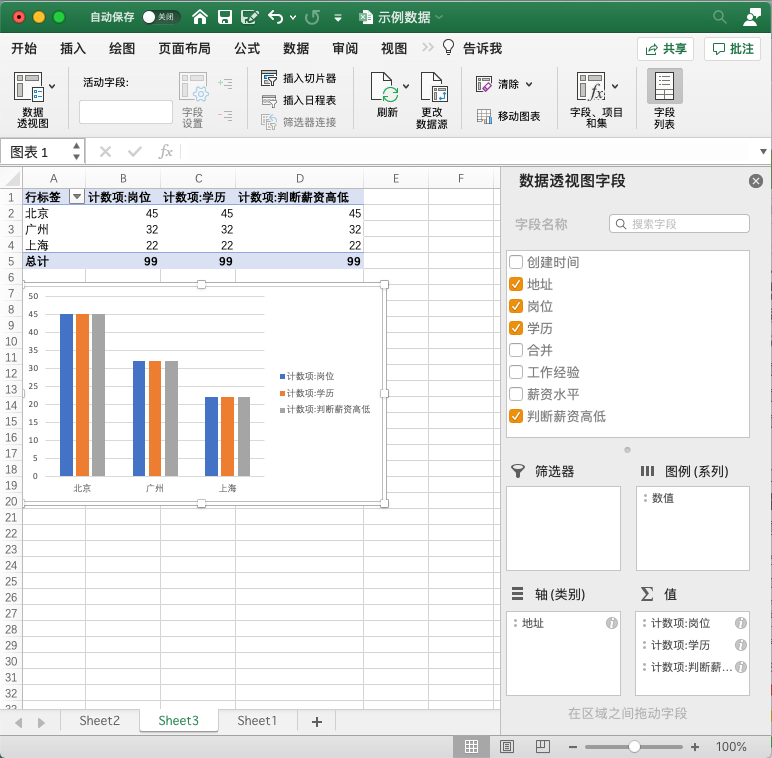 自动保存 关闭 示例数据
开始 插入 绘图 页面布局 公式 数据 审阅 视图 告诉我 共享 批注
数据
透视图
活动字段:
字段
设置
插入切片器
插入日程表
筛选器连接
刷新
更改
数据源
清除
移动图表
字段、项目
和集
字段
列表
图表 1 fx
A B C D E F
1 行标签 计数项:岗位 计数项:学历 计数项:判断薪资高低
2 北京 45 45 45
3 广州 32 32 32
4 上海 22 22 22
5 总计 99 99 99
6
7
8
9
10
11
12
13
14
15
16
17
18
19
20
21
22
23
24
25
26
27
28
29
30
31
32
50
45
40
35
30
25
20
15
10
5
0
北京 广州 上海
计数项:岗位
计数项:学历
计数项:判断薪资高低
数据透视图字段
字段名称 搜索字段
创建时间
地址
岗位
学历
合并
工作经验
薪资水平
判断薪资高低
筛选器
图例 (系列)
数值
轴 (类别)
地址
值
计数项:岗位
计数项:学历
计数项:判断薪...
在区域之间拖动字段
Sheet2 Sheet3 Sheet1 +
100%